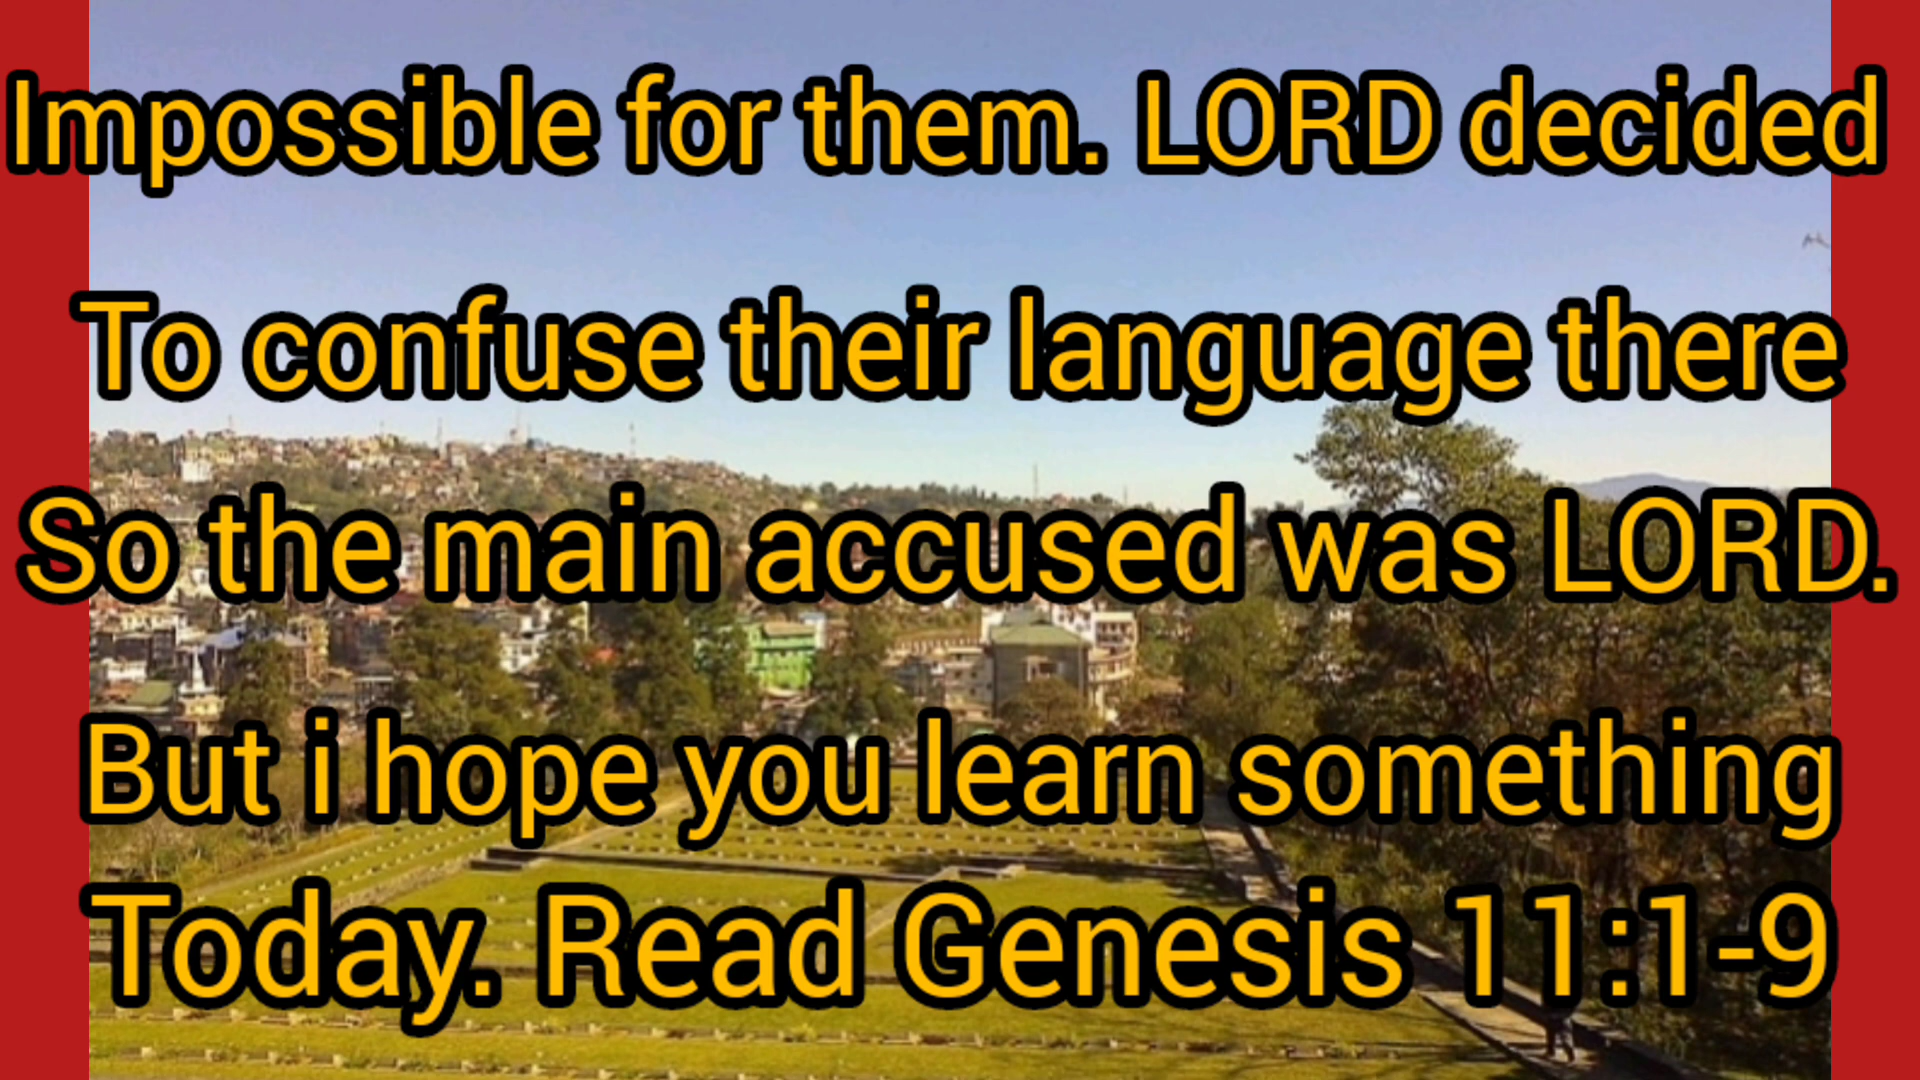 Impossible for them. LORD decided
To confuse their language there
So the main accused was LORD.
But i hope you learn something
Today. Read Genesis 11:1-9